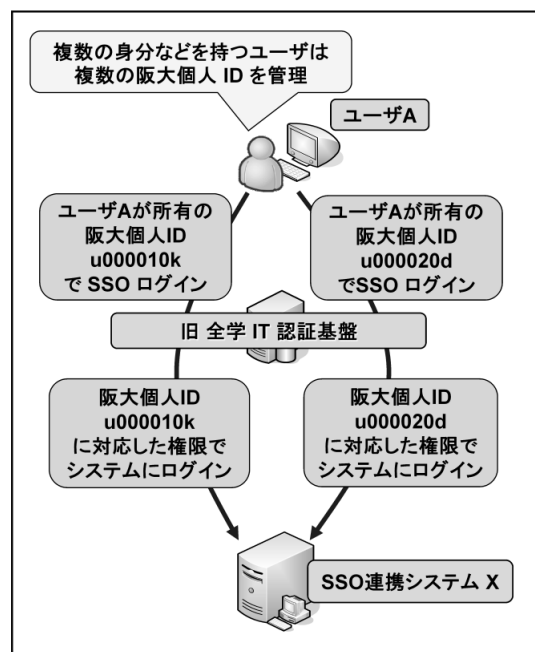 複数の身分などを持つユーザは
複数の阪大個人 ID を管理
ユーザA
ユーザAが所有の
阪大個人ID
u000010k
で SSO ログイン
ユーザAが所有の
阪大個人ID
u000020d
でSSO ログイン
旧 全学 IT 認証基盤
阪大個人ID
u000010k
に対応した権限で
システムにログイン
阪大個人ID
u000020d
に対応した権限で
システムにログイン
SSO連携システム X